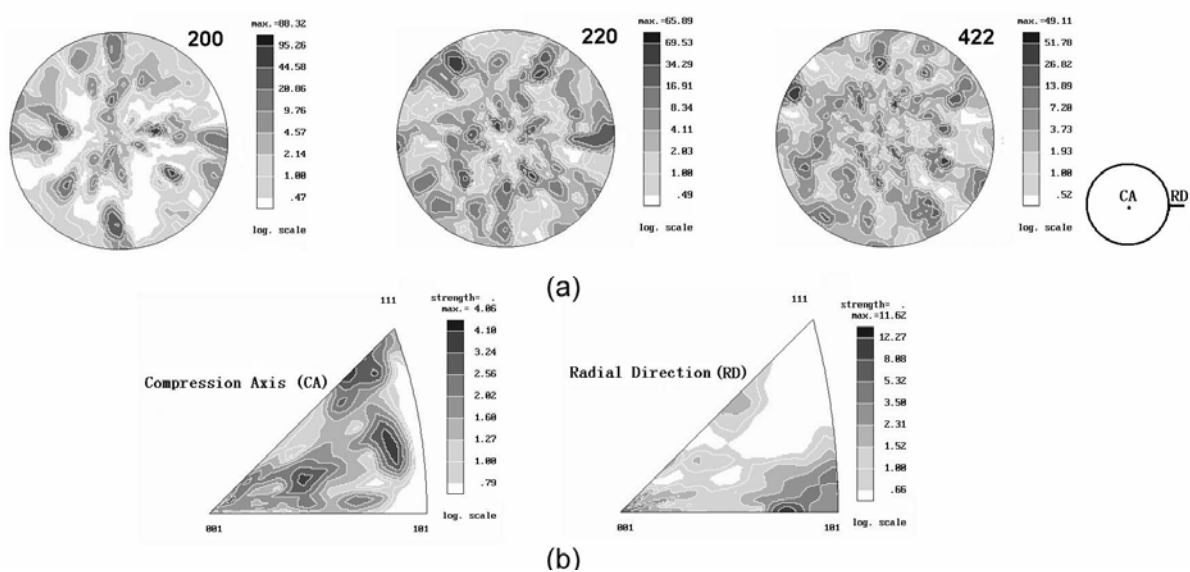 200
max.=88.32
95.26
44.58
20.86
9.76
4.57
2.14
1.00
.47
log. scale
220
max.=65.89
69.53
34.29
16.91
8.34
4.11
2.03
1.00
.49
log. scale
422
max.=49.11
51.78
26.82
13.89
7.20
3.73
1.93
1.00
.52
log. scale
CA
RD
(a)
111
Compression Axis (CA)
001
101
strength= .
max.= 4.06
4.10
3.24
2.56
2.02
1.60
1.27
1.00
.79
log. scale
111
Radial Direction (RD)
001
101
strength= .
max.=11.62
12.27
8.08
5.32
3.50
2.31
1.52
1.00
.66
log. scale
(b)